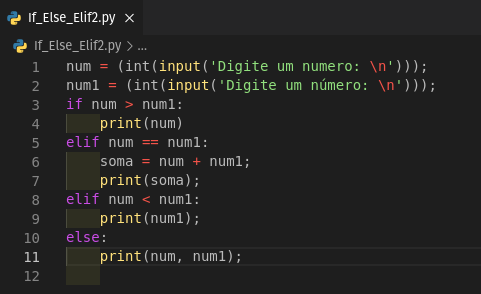 If_Else_Elif2.py ×
If_Else_Elif2.py > ...
1 num = (int(input('Digite um numero: \n')));
2 num1 = (int(input('Digite um número: \n')));
3 if num > num1:
4     print(num)
5 elif num == num1:
6     soma = num + num1;
7     print(soma);
8 elif num < num1:
9     print(num1);
10 else:
11     print(num, num1);
12